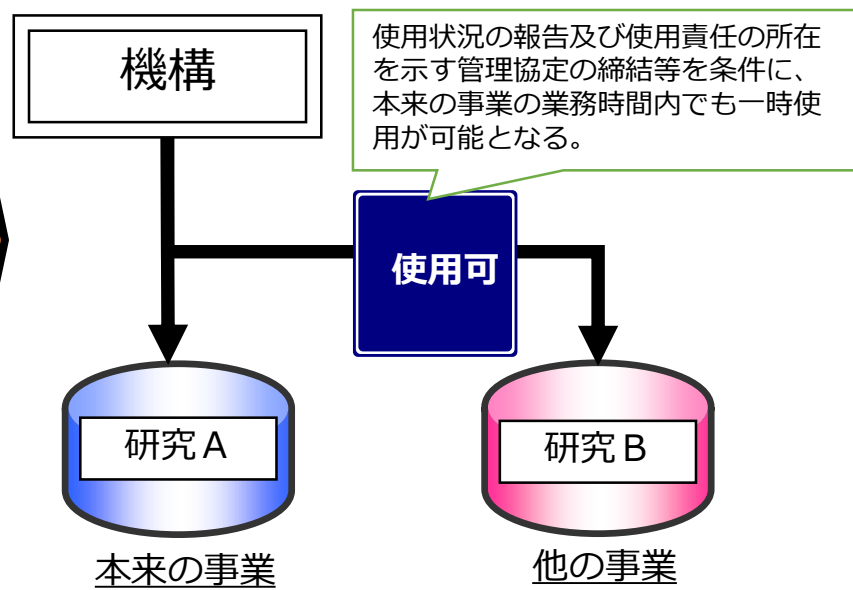 機構
使用状況の報告及び使用責任の所在
を示す管理協定の締結等を条件に、
本来の事業の業務時間内でも一時使
用が可能となる。
使用可
研究A
研究B
本来の事業
他の事業